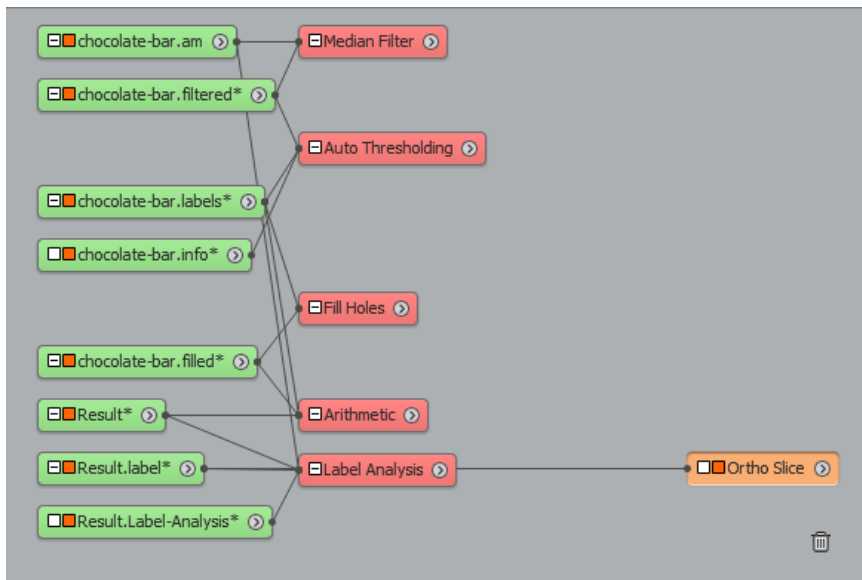 chocolate-bar.am
Median Filter
chocolate-bar.filtered*
Auto Thresholding
chocolate-bar.labels*
chocolate-bar.info*
Fill Holes
chocolate-bar.filled*
Result*
Arithmetic
Result.label*
Label Analysis
Ortho Slice
Result.Label-Analysis*